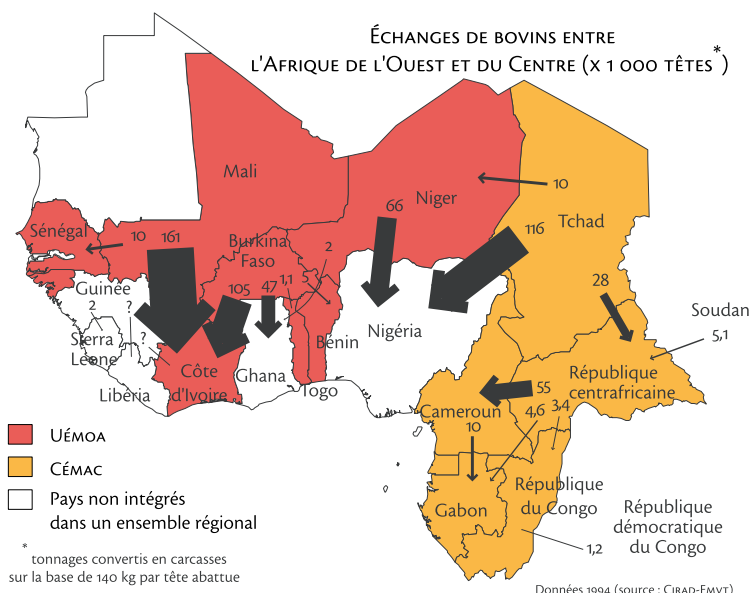 ÉCHANGES DE BOVINS ENTRE
L'AFRIQUE DE L'OUEST ET DU CENTRE (X 1 000 TÊTES*)
Mali
Niger
10
Tchad
66
116
Sénégal
10
161
Burkina
Faso
2
Guinée
2
?
?
105
47
1,1
5
28
Soudan
5,1
Sierra
Leone
Libéria
Côte
d'Ivoire
Ghana
Togo
Bénin
Nigéria
République
centrafricaine
55
Cameroun
10
4,6
3,4
Gabon
République
du Congo
République
démocratique
du Congo
1,2
UÉMOA
CÉMAC
Pays non intégrés
dans un ensemble régional
* tonnages convertis en carcasses
sur la base de 140 kg par tête abattue
Données 1994 (source : CIRAD-EMVT)